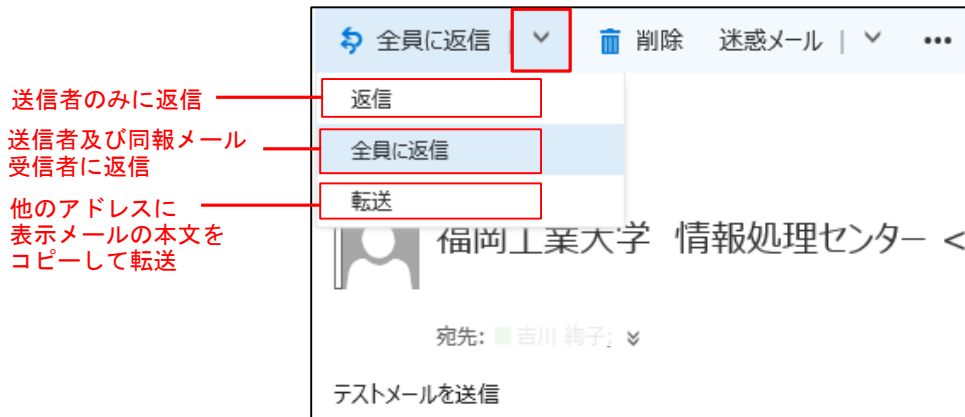 全員に返信 | 削除 迷惑メール | •••
送信者のみに返信
返信
送信者及び同報メール
受信者に返信
全員に返信
他のアドレスに
表示メールの本文を
コピーして転送
転送
福岡工業大学 情報処理センター <
宛先: 吉川 絢子;
テストメールを送信